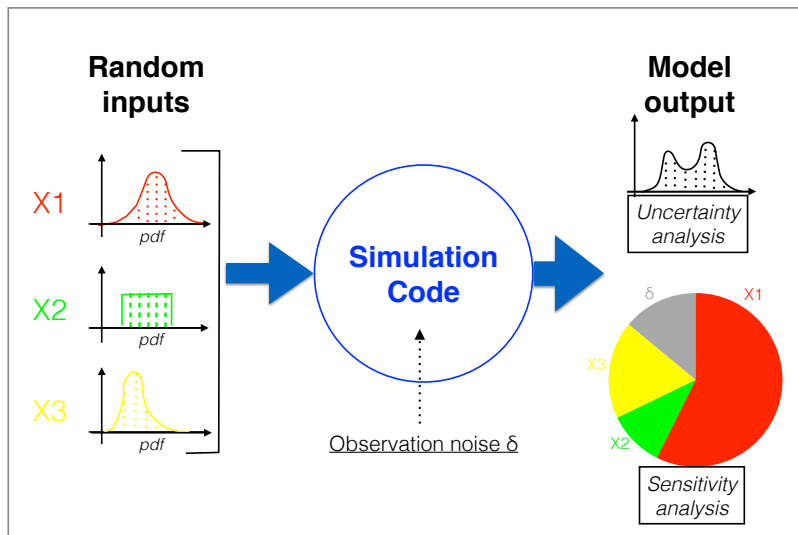 Random
inputs
X1
pdf
X2
pdf
X3
pdf
Simulation
Code
Observation noise δ
Model
output
Uncertainty
analysis
δ
X1
X3
X2
Sensitivity
analysis